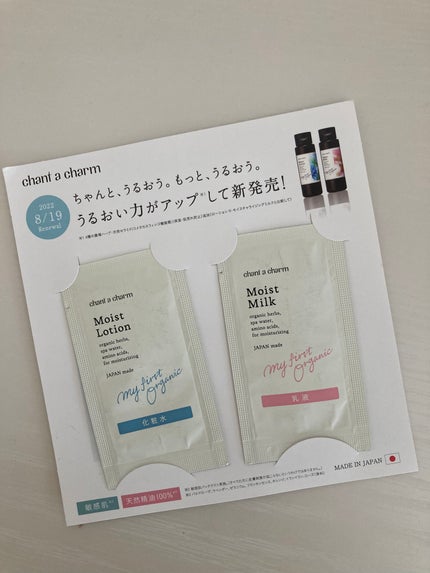 chant a charm
2022
8/19
Renewal
ちゃんと、うるおう。もっと、うるおう。
うるおい力がアップ して新発売！
chant a charm
Moist
Lotion
organic herbs,
spa water,
amino acids,
for moisturizing
JAPAN made
My first
Organic
化粧水
chant a charm
Moist
Milk
organic herbs,
spa water,
amino acids,
for moisturizing
JAPAN made
My first
Organic
乳液
敏感肌
天然精油100%
MADE IN JAPAN